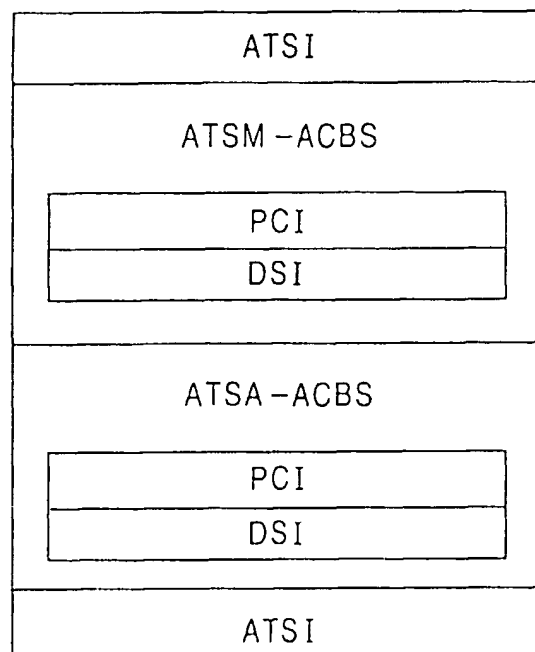 ATSI
ATSM-ACBS
PCI
DSI
ATSA-ACBS
PCI
DSI
ATSI